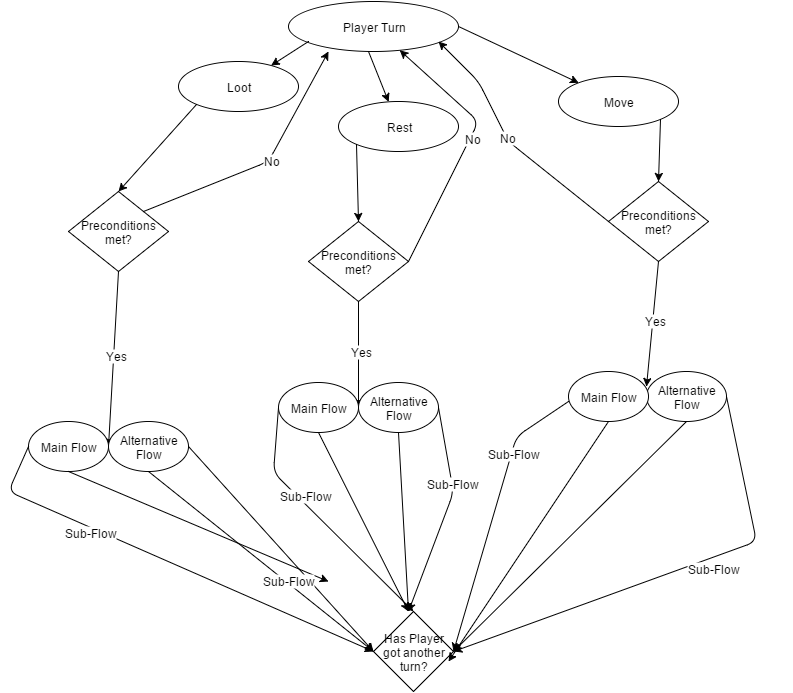 Player Turn
Loot
Rest
Move
No
No
No
Preconditions
met?
Preconditions
met?
Preconditions
met?
Yes
Yes
Yes
Main Flow
Alternative
Flow
Main Flow
Alternative
Flow
Main Flow
Alternative
Flow
Sub-Flow
Sub-Flow
Sub-Flow
Sub-Flow
Sub-Flow
Sub-Flow
Has Player
got another
turn?